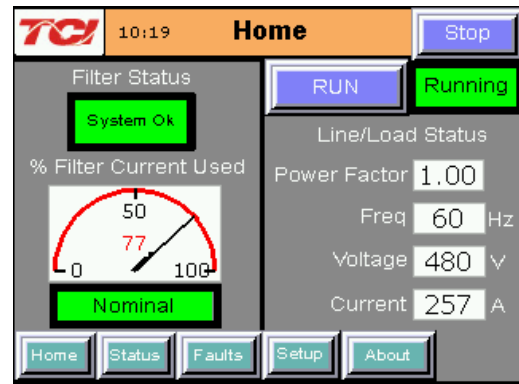 TCI 10:19 Home Stop
Filter Status
System Ok
% Filter Current Used
50
77
0 100
Nominal
RUN Running
Line/Load Status
Power Factor 1.00
Freq 60 Hz
Voltage 480 V
Current 257 A
Home Status Faults Setup About